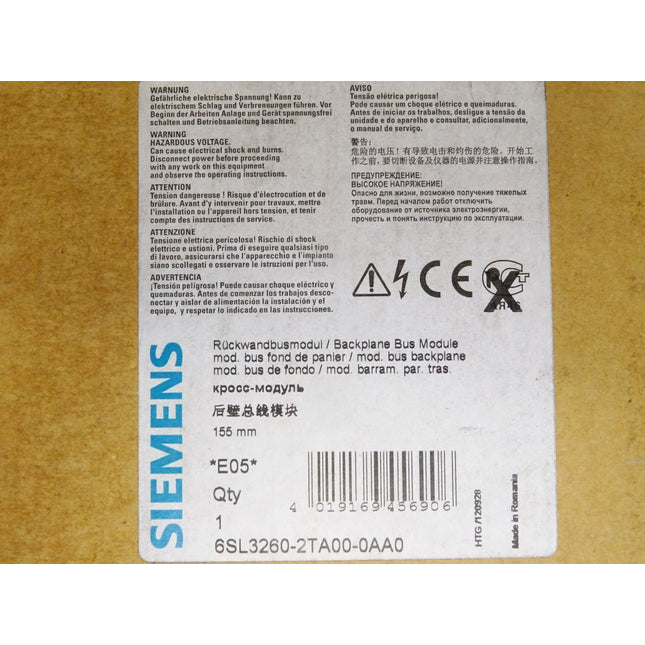 WARNUNG
Gefährliche elektrische Spannung! Kann zu
elektrischem Schlag und Verbrennungen führen. Vor
Beginn der Arbeiten Anlage und Gerät spannungsfrei
schalten und Betriebsanleitung beachten.
WARNING
HAZARDOUS VOLTAGE.
Can cause electrical shock and burns.
Disconnect power before proceeding
with any work on this equipment
and observe the operating instructions.
ATTENTION
Tension dangereuse ! Risque d'électrocution et de
brûlure. Avant d'y intervenir pour travaux, mettre
l'installation ou l'appareil hors tension, et tenir
compte des instructions de service.
ATTENZIONE
Tensione elettrica pericolosa! Rischio di shock
elettrico e ustioni. Prima di eseguire qualsiasi tipo
di lavoro, assicurarsi che l'apparecchio e l'impianto
siano scollegati e osservare le istruzioni per l'uso.
ADVERTENCIA
¡Tensión peligrosa! Puede causar choque eléctrico y
quemaduras. Antes de comenzar los trabajos desco-
nectar y aislar de alimentación la instalación y el
equipo, y respetar lo indicado en las instrucciones.
AVISO
Tensão elétrica perigosa!
Pode causar um choque elétrico e queimaduras.
Antes de iniciar os trabalhos, desligue a tensão da
unidade e do aparelho e consultar, adicionalmente,
o manual de serviço.
警告:
危险的电压! 有导致电击和灼伤的危险。开始工
作之前, 要切断设备及仪器的电源并注意操作指南.
ПРЕДУПРЕЖДЕНИЕ:
ВЫСОКОЕ НАПРЯЖЕНИЕ!
Опасно для жизни, возможно получение тяжелых
травм. Перед началом работ отключить
оборудование от источника электроэнергии,
прочесть и понять инструкцию по эксплуатации.
CE
SIEMENS
Rückwandbusmodul / Backplane Bus Module
mod. bus fond de panier / mod. bus backplane
mod. bus de fondo / mod. barram. par. tras.
кросс-модуль
后壁总线模块
155 mm
*E05*
Qty
1
4 019169 456906
6SL3260-2TA00-0AA0
HTG /120928
Made in Romania